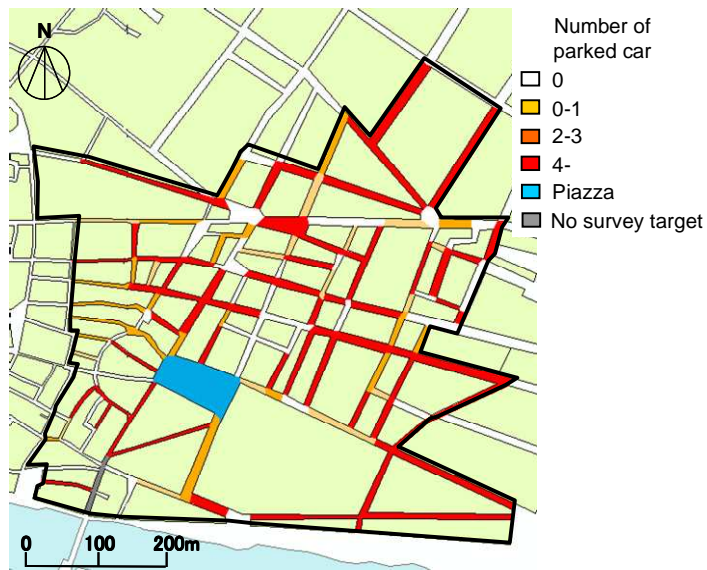 N
0 100 200m
Number of
parked car
0
0-1
2-3
4-
Piazza
No survey target